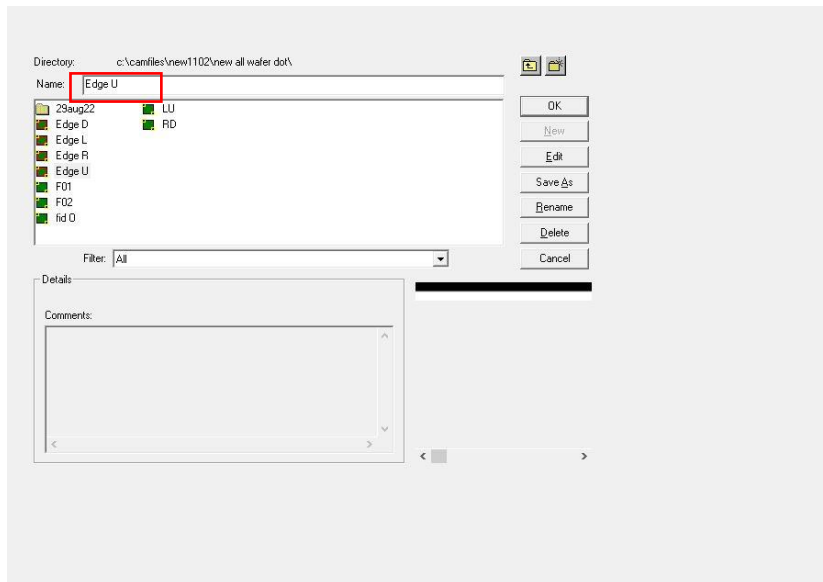 Directory: c:\camfiles\new1102\new all wafer dot\
Name: Edge U
29aug22 LU
Edge D RD
Edge L
Edge R
Edge U
F01
F02
fid O
OK
New
Edit
Save As
Rename
Delete
Cancel
Filter: All
Details
Comments: